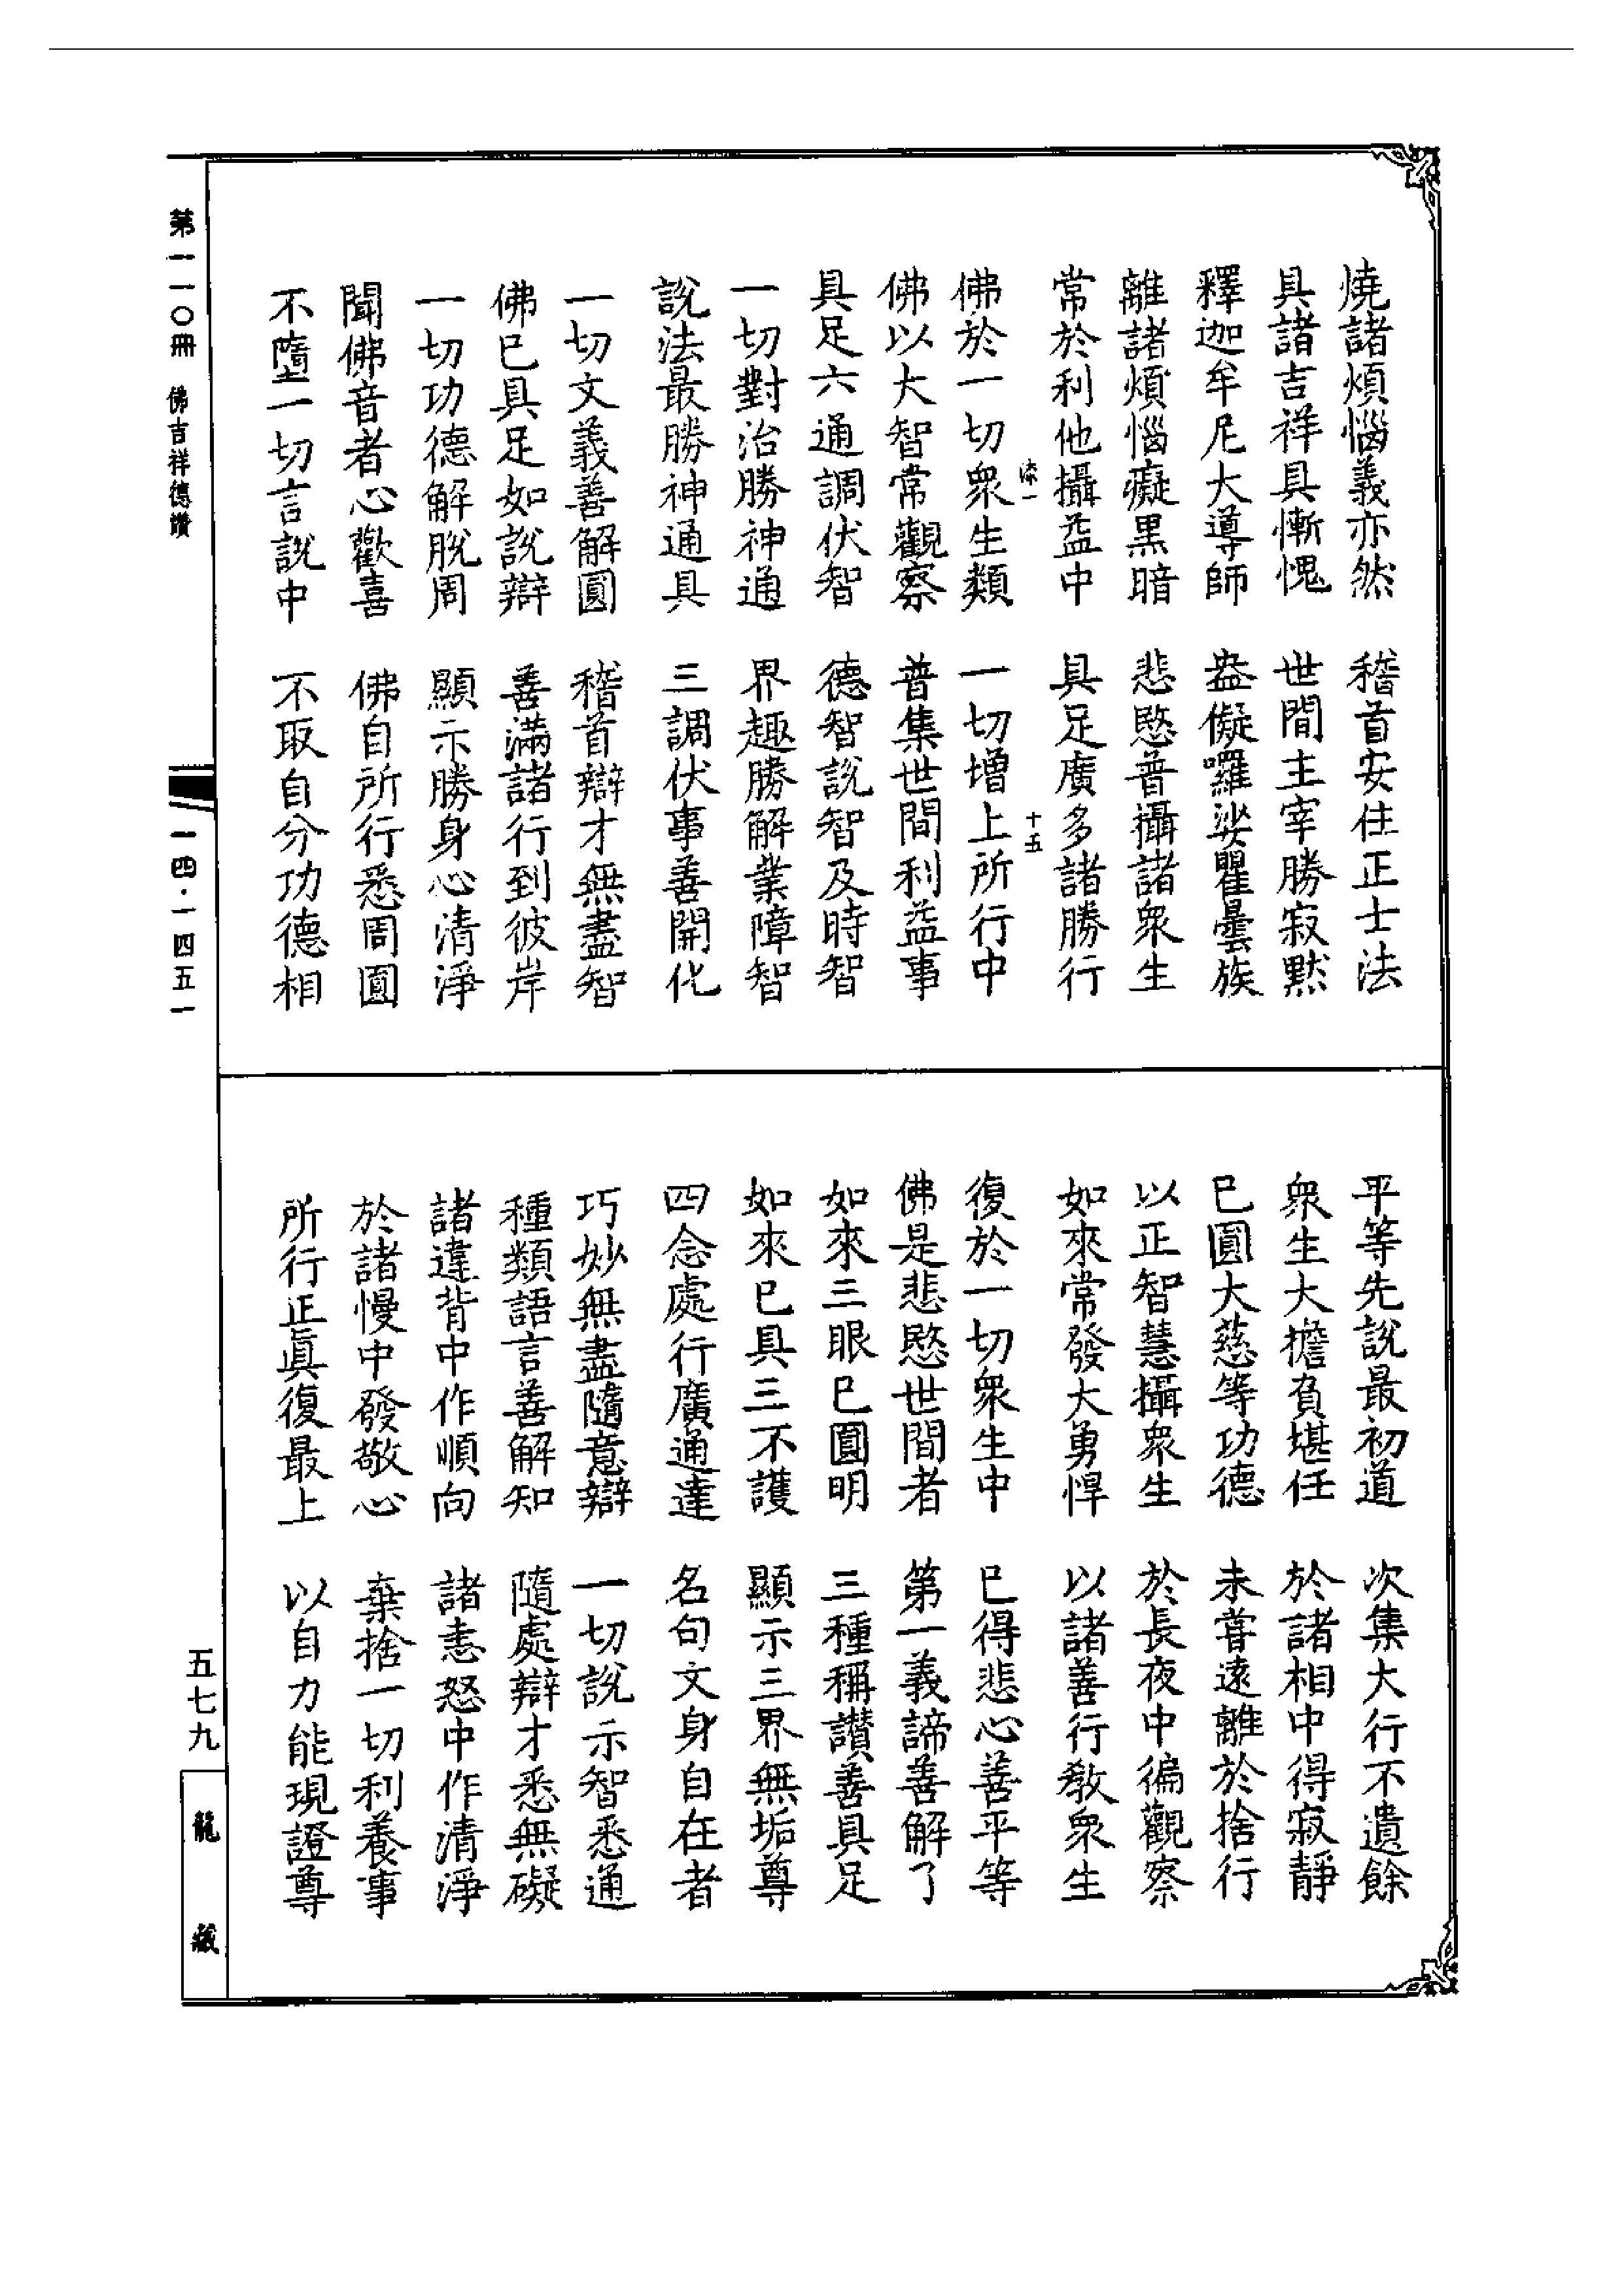 燒諸煩惱義亦然　稽首安住正士法
具諸吉祥具慚愧　世間主宰勝寂默
釋迦牟尼大導師　盎儗囉娑瞿曇族
離諸煩惱癡黑暗　悲愍普攝諸衆生
常於利他攝益中　具足廣多諸勝行
漆一　十五
佛於一切衆生類　一切增上所行中
佛以大智常觀察　普集世間利益事
具足六通調伏智　德智說智及時智
一切對治勝神通　界趣勝解業障智
說法最勝神通具　三調伏事善開化
一切文義善解圓　稽首辯才無盡智
佛已具足如說辯　善滿諸行到彼岸
一切功德解脫周　顯示勝身心清淨
聞佛音者心歡喜　佛自所行悉周圓
不墮一切言說中　不取自分功德相
平等先說最初道　次集大行不遺餘
衆生大擔負堪任　於諸相中得寂靜
已圓大慈等功德　未甞遠離於捨行
以正智慧攝衆生　於長夜中徧觀察
如來常發大勇悍　以諸善行敎衆生
復於一切衆生中　已得悲心善平等
佛是悲愍世間者　第一義諦善解了
如來三眼已圓明　三種稱讚善具足
如來已具三不護　顯示三界無垢尊
四念處行廣通達　名句文身自在者
巧妙無盡隨意辯　一切說示智悉通
種類語言善解知　隨處辯才悉無礙
諸違背中作順向　諸恚怒中作清淨
於諸慢中發敬心　棄捨一切利養事
所行正眞復最上　以自力能現證尊
第一一〇冊　佛吉祥德讚
一四·一四五一
五七九
龍藏